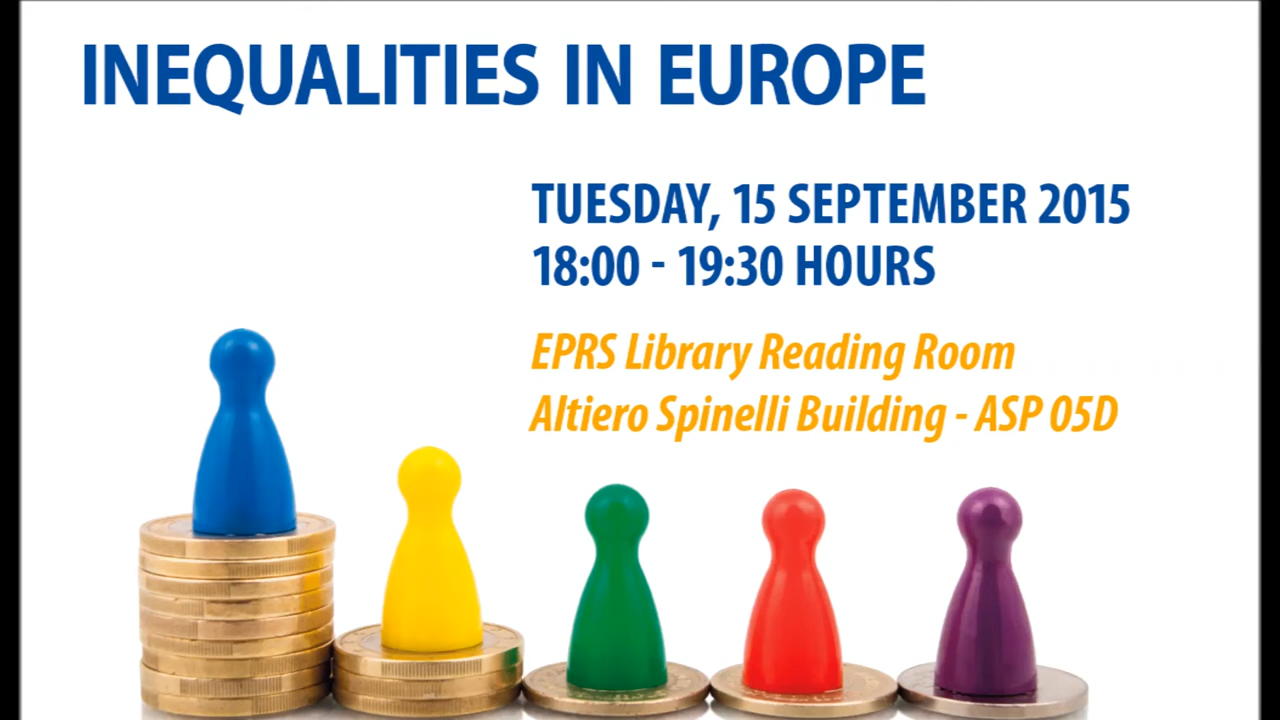 INEQUALITIES IN EUROPE
TUESDAY, 15 SEPTEMBER 2015
18:00 - 19:30 HOURS
EPRS Library Reading Room
Altiero Spinelli Building - ASP 05D